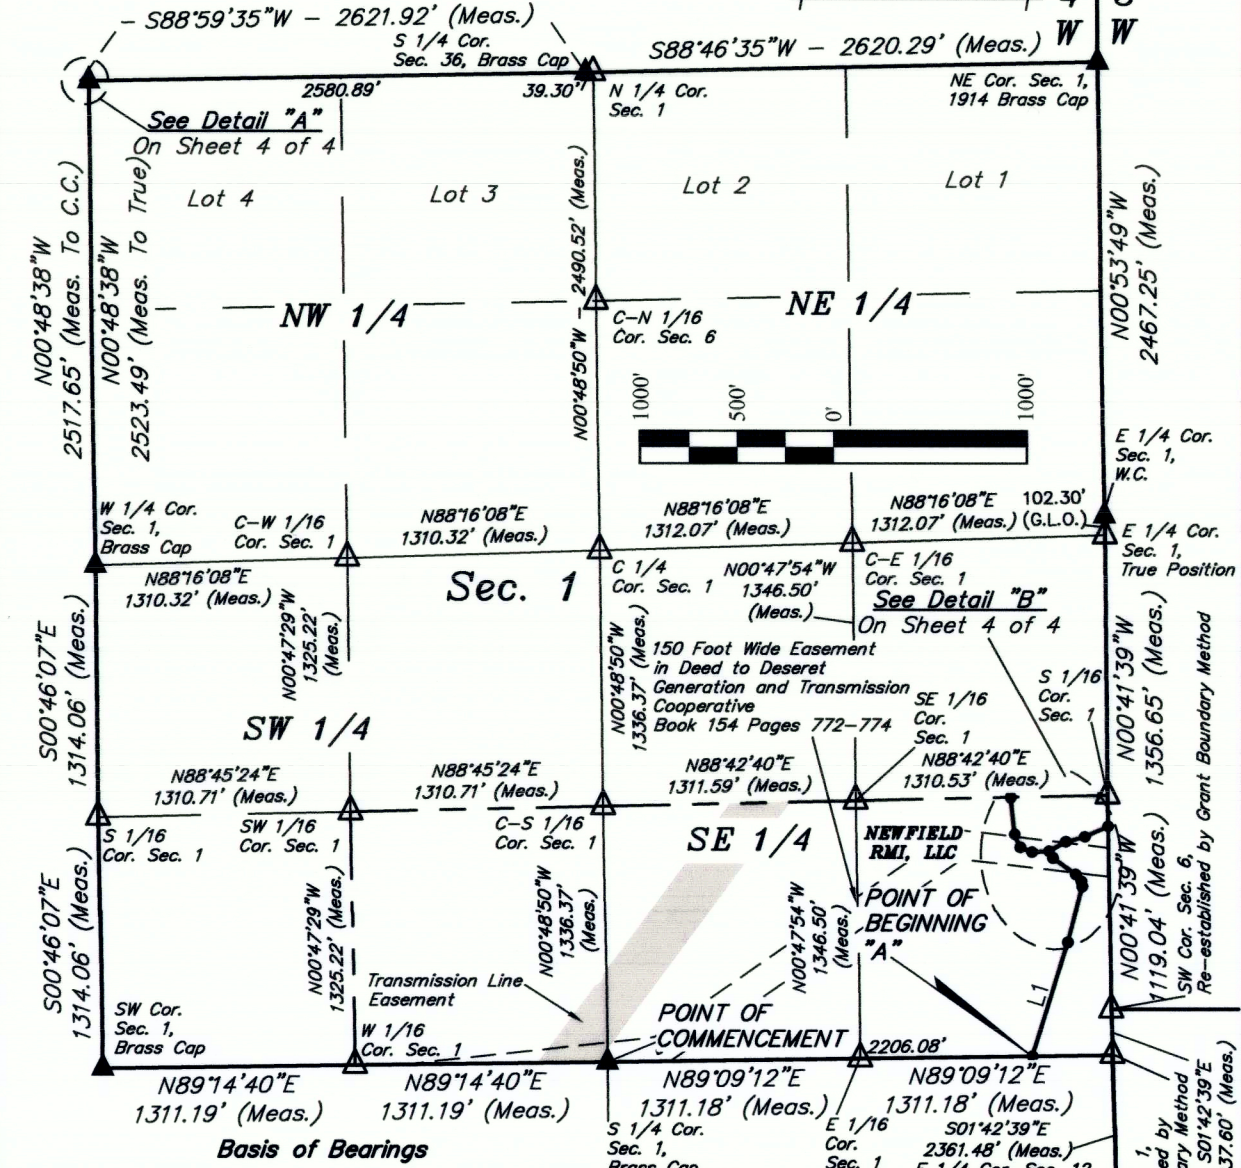 S88°59'35"W - 2621.92' (Meas.)
S 1/4 Cor.
Sec. 36, Brass Cap
S88°46'35"W - 2620.29' (Meas.)
W
W
2580.89'
39.30'
N 1/4 Cor.
Sec. 1
NE Cor. Sec. 1,
1914 Brass Cap
See Detail "A"
On Sheet 4 of 4
Lot 4
Lot 3
Lot 2
Lot 1
N00°48'38"W
2517.65' (Meas. To C.C.)
N00°48'38"W
2523.49' (Meas. To True)
N00°48'50"W - 2490.52' (Meas.)
N00°53'49"W
2467.25' (Meas.)
NW 1/4
NE 1/4
C-N 1/16
Cor. Sec. 6
1000'
500'
0'
1000'
E 1/4 Cor.
Sec. 1,
W.C.
W 1/4 Cor.
Sec. 1,
Brass Cap
C-W 1/16
Cor. Sec. 1
N88°16'08"E
1310.32' (Meas.)
N88°16'08"E
1312.07' (Meas.)
N88°16'08"E
1312.07' (Meas.)
102.30'
(G.L.O.)
E 1/4 Cor.
Sec. 1,
True Position
N88°16'08"E
1310.32' (Meas.)
Sec. 1
C 1/4
Cor. Sec. 1
N00°47'54"W
1346.50'
(Meas.)
C-E 1/16
Cor. Sec. 1
See Detail "B"
On Sheet 4 of 4
S00°46'07"E
1314.06' (Meas.)
N00°47'29"W
1325.22'
(Meas.)
N00°48'50"W
1336.37' (Meas.)
150 Foot Wide Easement
in Deed to Deseret
Generation and Transmission
Cooperative
Book 154 Pages 772-774
SE 1/16
Cor.
Sec. 1
S 1/16
Cor.
Sec. 1
N00°41'39"W
1356.65' (Meas.)
SW 1/4
N88°45'24"E
1310.71' (Meas.)
N88°45'24"E
1310.71' (Meas.)
N88°42'40"E
1311.59' (Meas.)
N88°42'40"E
1310.53' (Meas.)
S 1/16
Cor. Sec. 1
SW 1/16
Cor. Sec. 1
C-S 1/16
Cor. Sec. 1
SE 1/4
NEWFIELD
RMI, LLC
S00°46'07"E
1314.06' (Meas.)
N00°47'29"W
1325.22' (Meas.)
N00°48'50"W
1336.37'
(Meas.)
N00°47'54"W
1346.50'
(Meas.)
POINT OF
BEGINNING
"A"
L1
N00°41'39"W
1119.04' (Meas.)
SW Cor. Sec. 6,
Re-established by Grant Boundary Method
Transmission Line
Easement
SW Cor.
Sec. 1,
Brass Cap
W 1/16
Cor. Sec. 1
POINT OF
COMMENCEMENT
2206.08'
N89°14'40"E
1311.19' (Meas.)
N89°14'40"E
1311.19' (Meas.)
N89°09'12"E
1311.18' (Meas.)
N89°09'12"E
1311.18' (Meas.)
Basis of Bearings
S 1/4 Cor.
Sec. 1,
Brass Cap
E 1/16
Cor.
Sec. 1
S01°42'39"E
2361.48' (Meas.)
E 1/4 Cor. Sec. 12
1,
ed by
ary Method
S01°42'39"E
37.60' (Meas.)